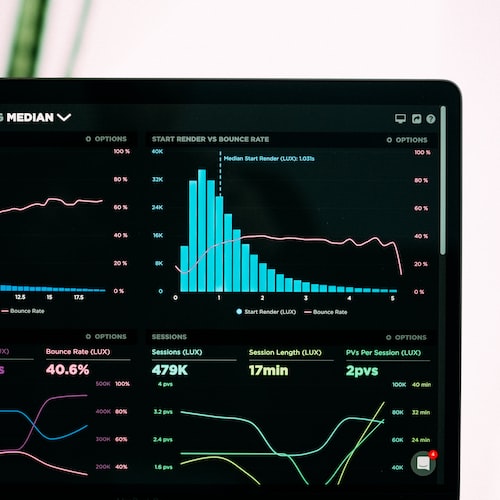 MEDIAN
OPTIONS
100 %
80 %
60 %
40 %
20 %
0 %
12.5 15 17.5
Bounce Rate
START RENDER VS BOUNCE RATE
OPTIONS
40K
32K
24K
16K
8K
0
Median Start Render (LUX): 1.031s
100 %
80 %
60 %
40 %
20 %
0 %
0 1 2 3 4 5
Start Render (LUX) Bounce Rate
OPTIONS
Bounce Rate (LUX)
40.6%
500K 100%
400K 80%
300K 60%
200K 40%
SESSIONS
OPTIONS
Sessions (LUX) Session Length (LUX) PVs Per Session (LUX)
479K 17min 2pvs
4 pvs
3.2 pvs
2.4 pvs
1.6 pvs
100K 40 min
80K 32 min
60K 24 min
40K
4